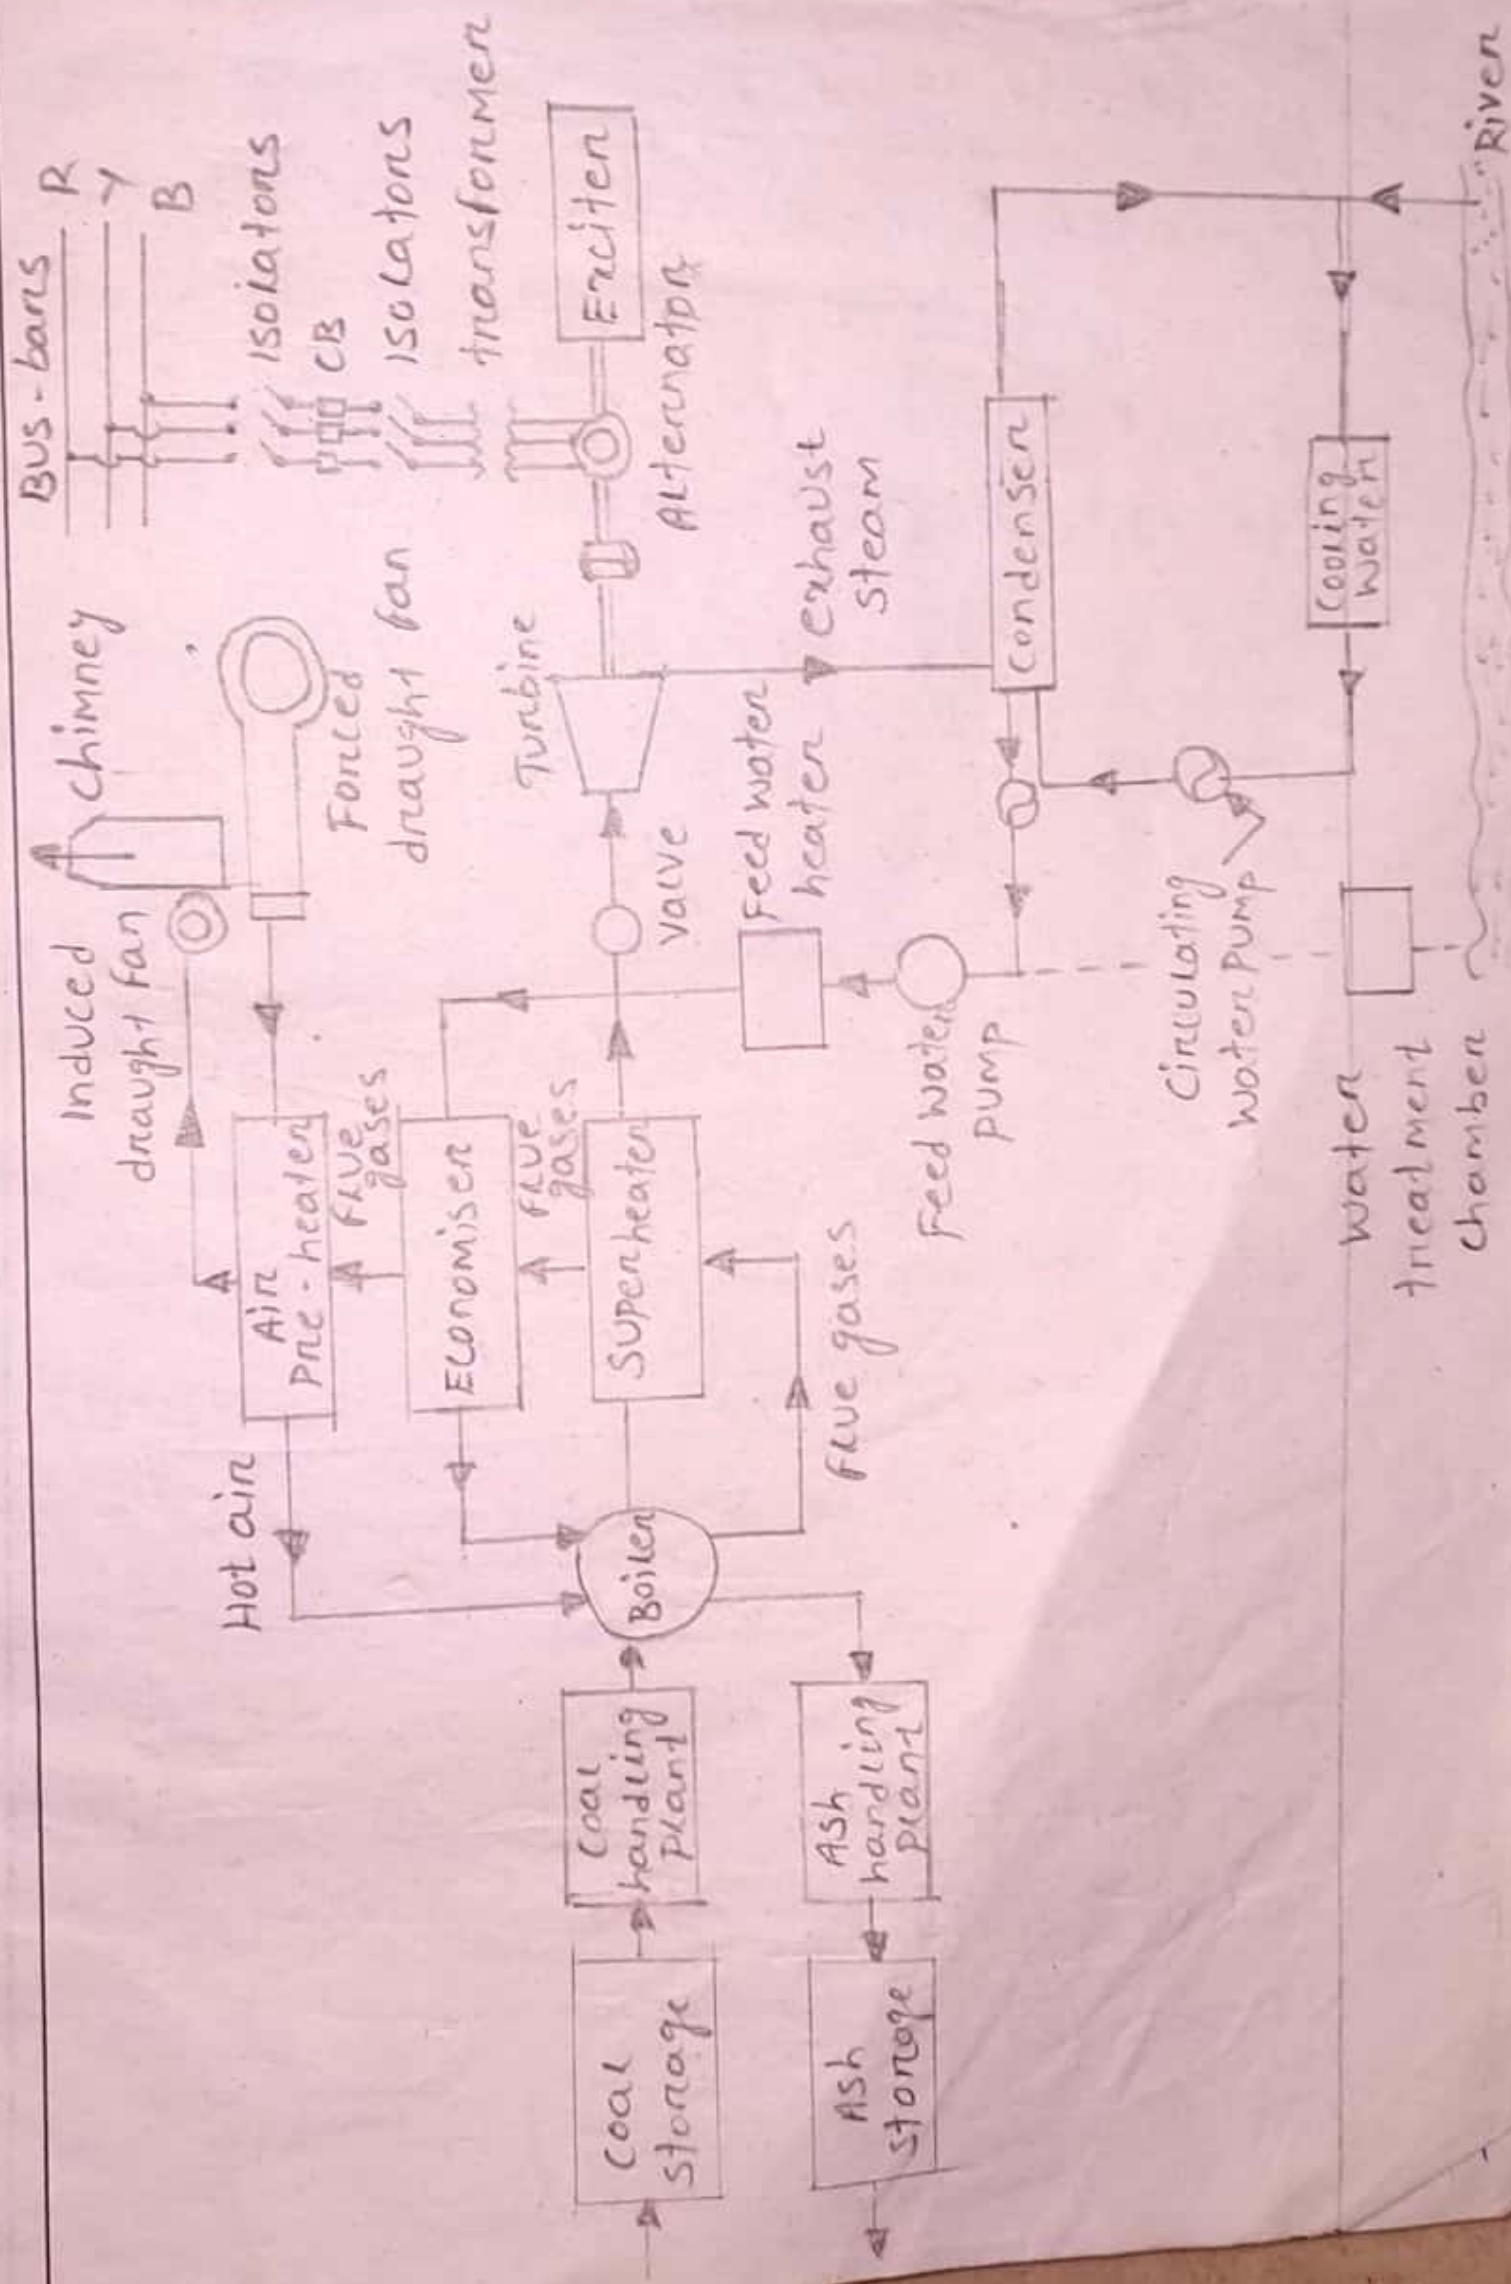 Bus-bars
R
Y
B
Isolators
CB
Isolators
transformer
Exciter
Alternator
Chimney
Induced
draught fan
Forced
draught fan
Turbine
Valve
Hot air
Air
Pre-heater
Flue
gases
Economiser
Flue
gases
Superheater
Flue gases
Boiler
Coal
storage
Coal
handling
plant
Ash
handling
plant
Ash
storage
Feed water
heater
exhaust
steam
Feed water
pump
Condenser
Circulating
water pump
Cooling
water
Water
treatment
chamber
River